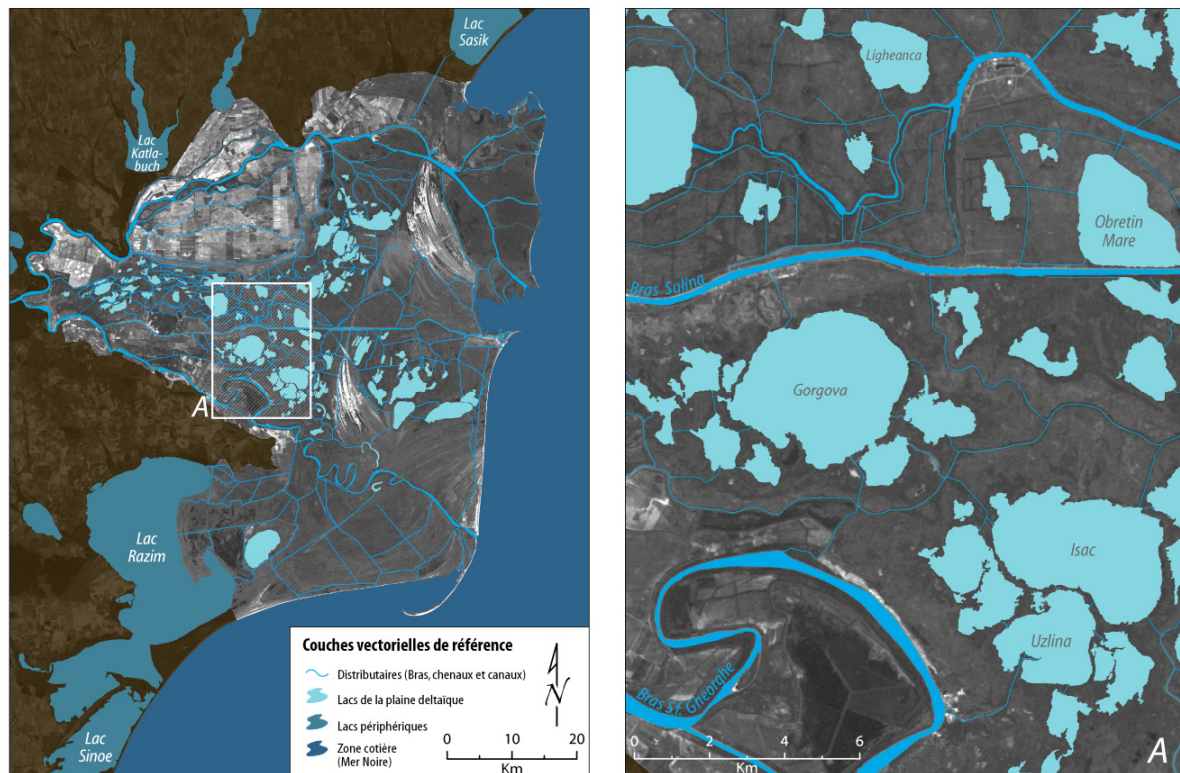 Lac
Sasik
Lac
Katla-
buch
A
Lac
Razim
Lac
Sinoe
Couches vectorielles de référence
Distributaires (Bras, chenaux et canaux)
Lacs de la plaine deltaïque
Lacs périphériques
Zone cotière
(Mer Noire)
N
0 10 20
Km
Ligheanca
Obretin
Mare
Bras Sulina
Gorgova
Isac
Uzlina
Bras Sf. Gheorghe
0 2 4 6
Km
A